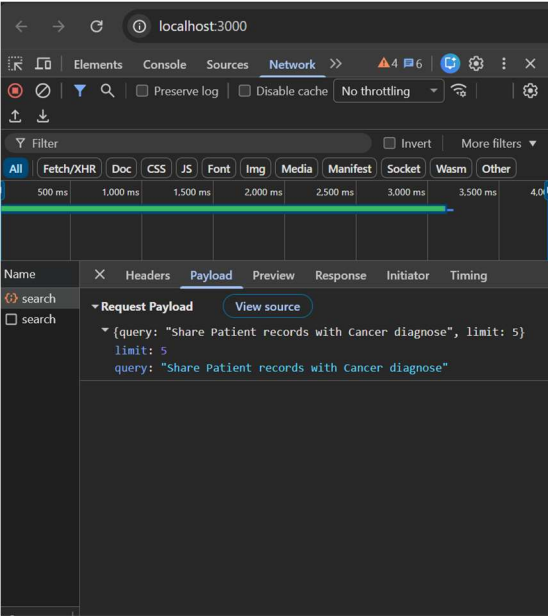 localhost:3000
Elements Console Sources Network 4 6
Preserve log Disable cache No throttling
Filter Invert More filters
All Fetch/XHR Doc CSS JS Font Img Media Manifest Socket Wasm Other
500 ms 1,000 ms 1,500 ms 2,000 ms 2,500 ms 3,000 ms 3,500 ms
Name Headers Payload Preview Response Initiator Timing
search
search
Request Payload View source
{query: "Share Patient records with Cancer diagnose", limit: 5}
limit: 5
query: "Share Patient records with Cancer diagnose"